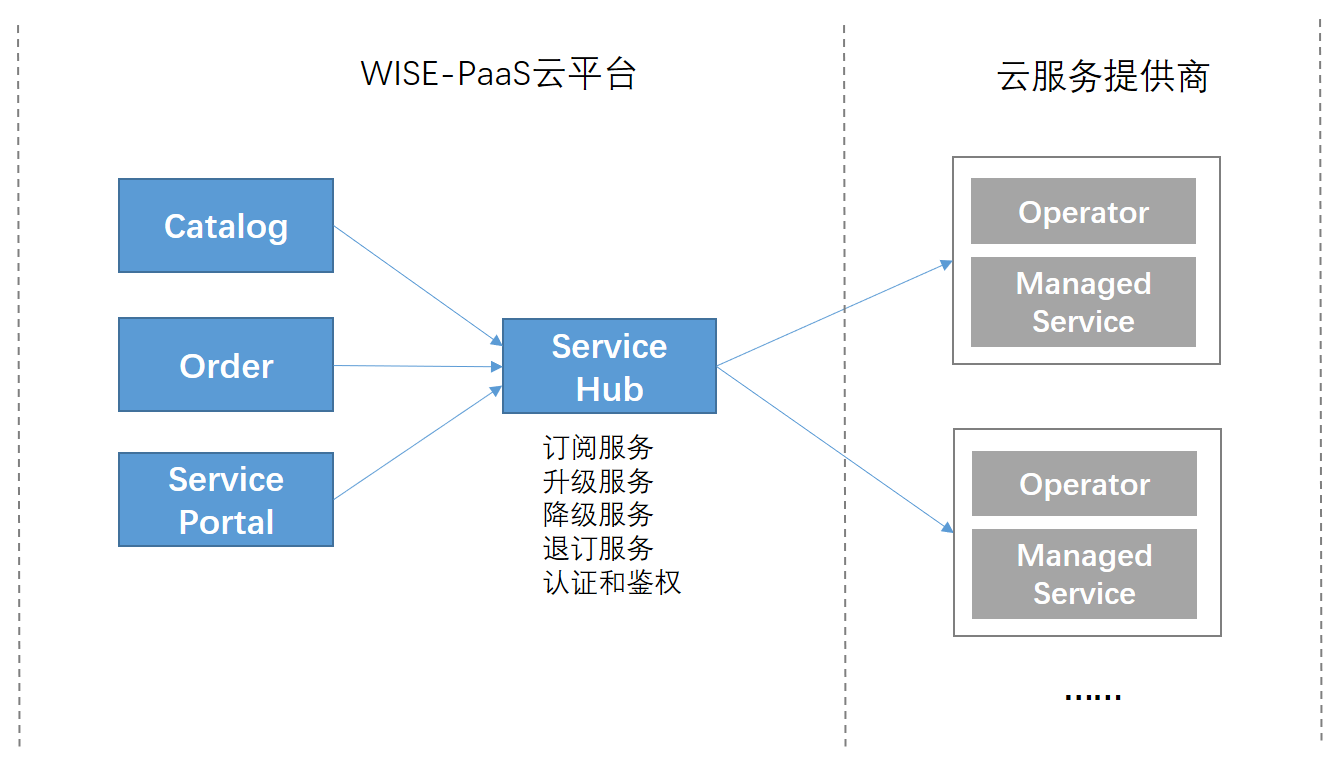 WISE-PaaS云平台
云服务提供商
Catalog
Order
Service
Portal
Service
Hub
订阅服务
升级服务
降级服务
退订服务
认证和鉴权
Operator
Managed
Service
Operator
Managed
Service
……